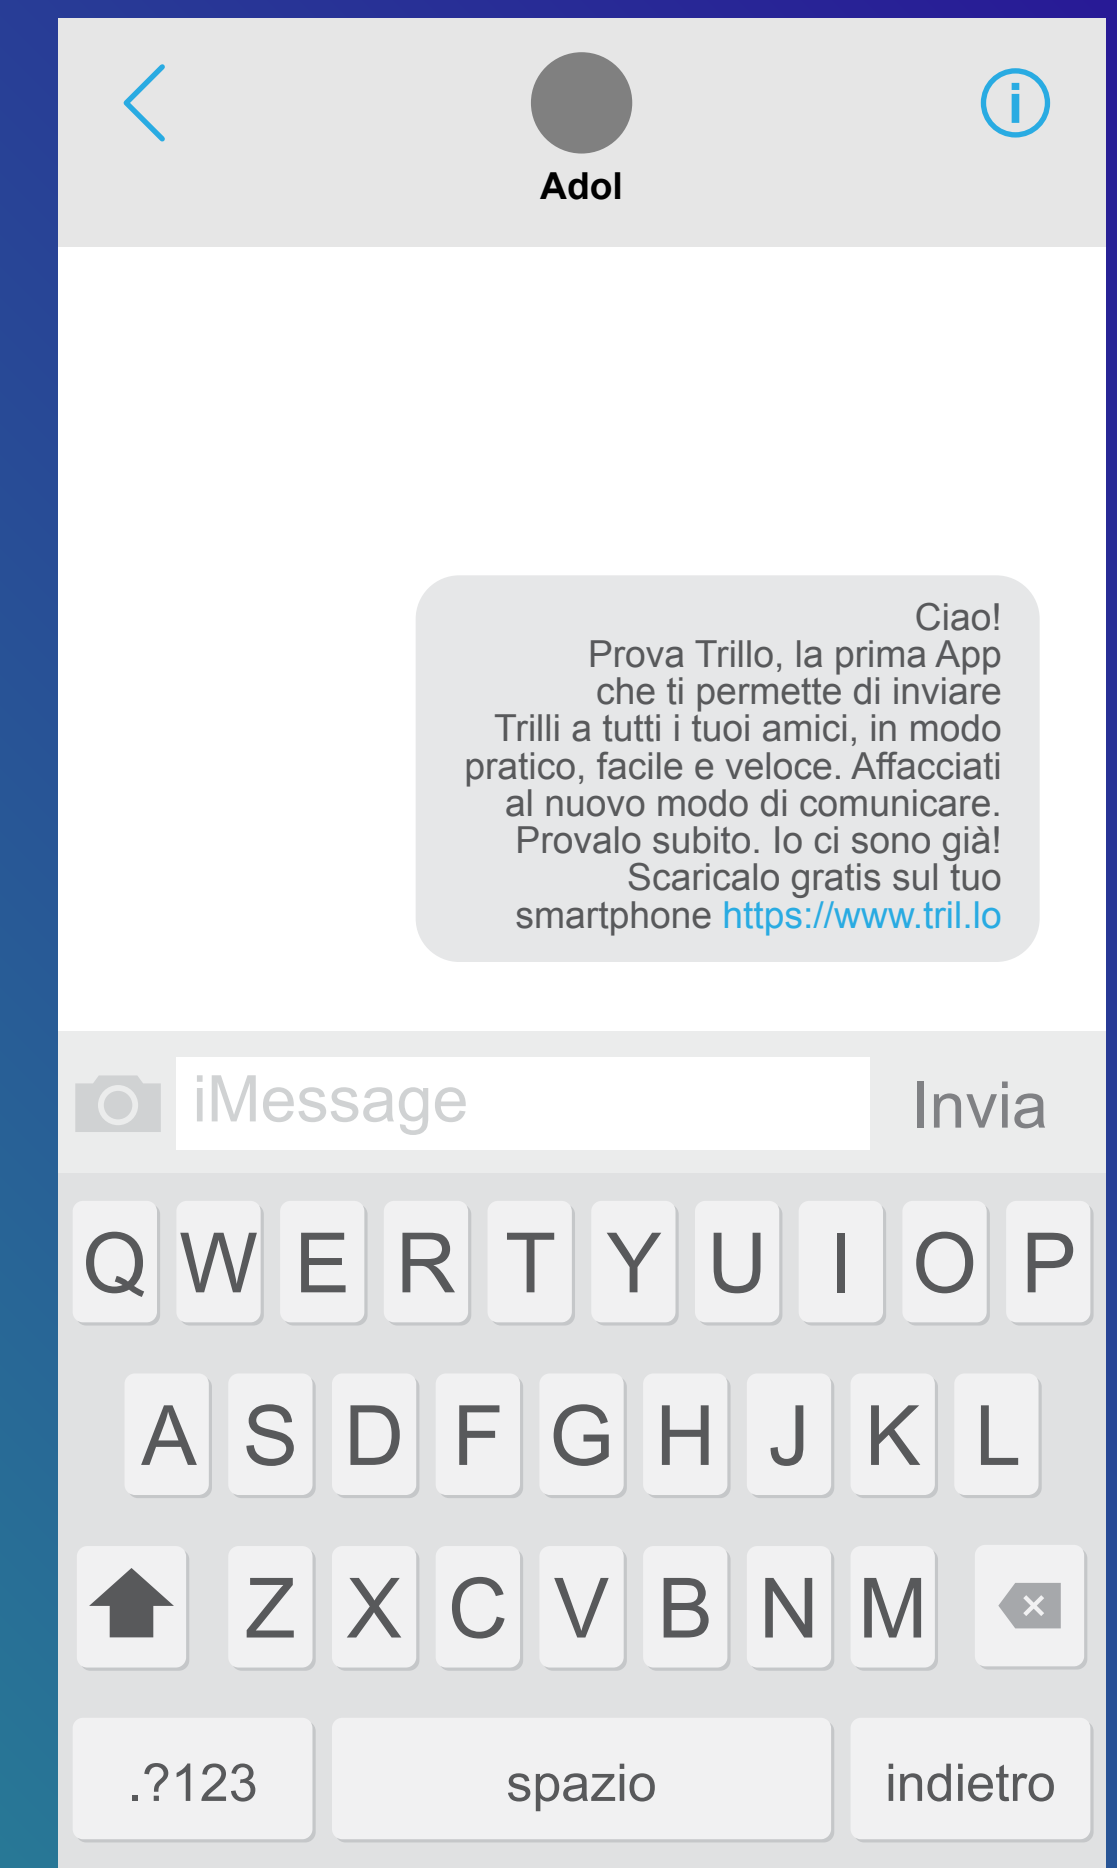 i
Adol
Ciao!
Prova Trillo, la prima App
che ti permette di inviare
Trilli a tutti i tuoi amici, in modo
pratico, facile e veloce. Affacciati
al nuovo modo di comunicare.
Provalo subito. Io ci sono già!
Scaricalo gratis sul tuo
smartphone https://www.tril.lo
iMessage Invia
Q W E R T Y U I O P
A S D F G H J K L
Z X C V B N M
.?123 spazio indietro